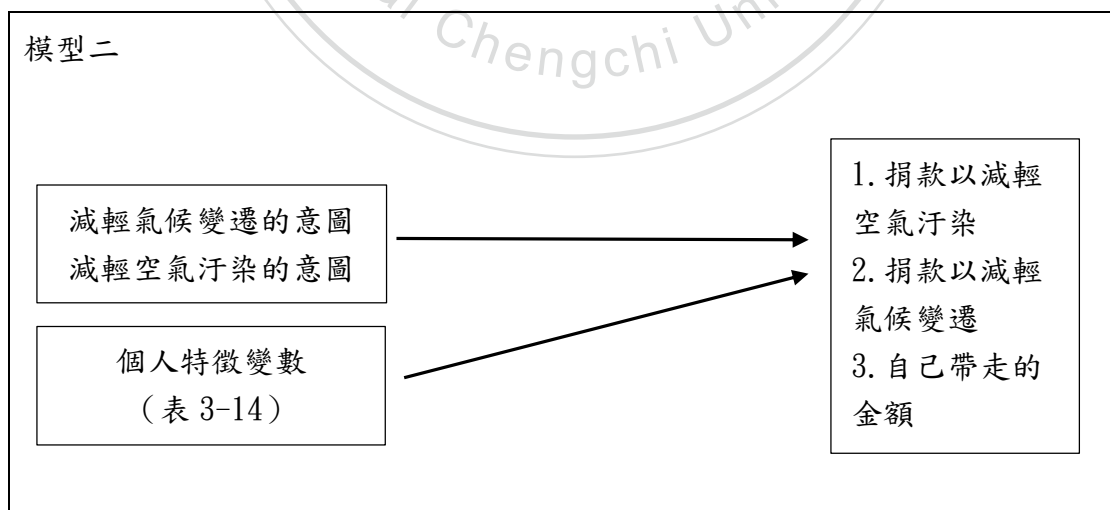 al Chengchi Uni
模型二
減輕氣候變遷的意圖
減輕空氣汙染的意圖
個人特徵變數
（表 3-14）
1.捐款以減輕
空氣汙染
2.捐款以減輕
氣候變遷
3.自己帶走的
金額